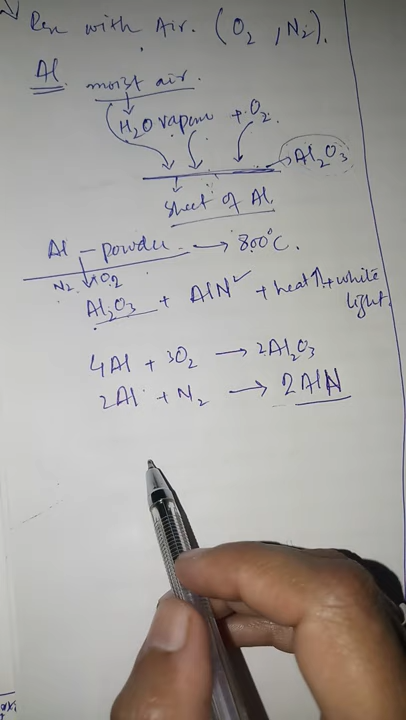 Rxn with Air. (O2, N2).
Al moist air.
H2O vapour + O2.
Al2O3
Sheet of Al.
Al - powder → 800°C.
N2 O2
Al2O3 + AlN + heat ↑ + white light.
4Al + 3O2 → 2Al2O3
2Al + N2 → 2AlN